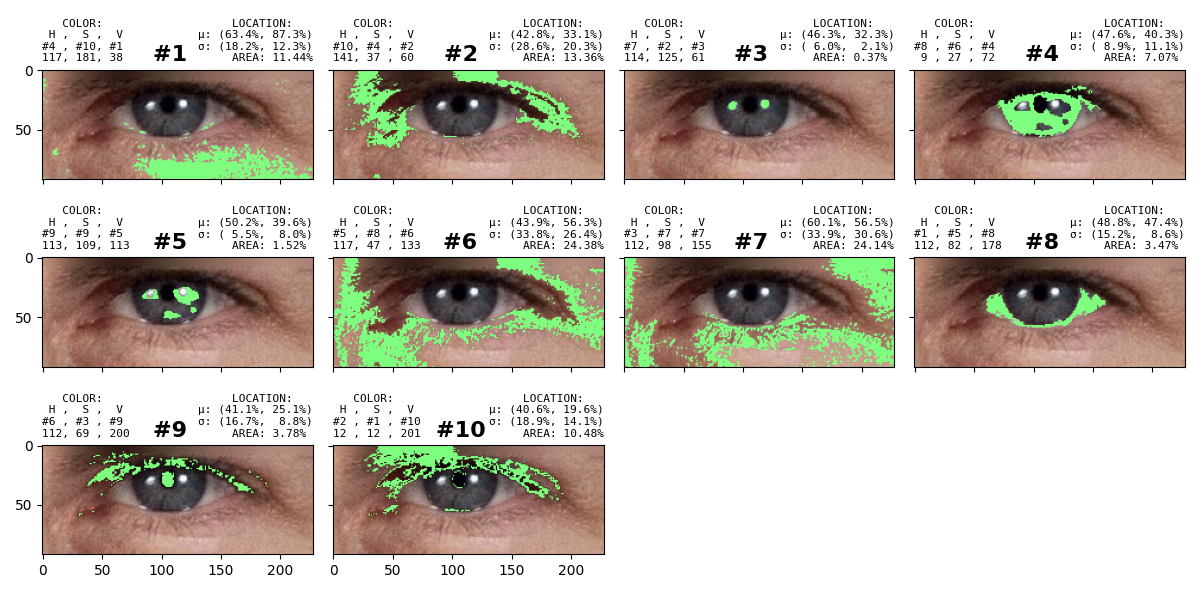 COLOR: LOCATION:
H , S , V μ: (63.4%, 87.3%)
#4 , #10, #1 #1 σ: (18.2%, 12.3%)
117, 181, 38 AREA: 11.44%
COLOR: LOCATION:
H , S , V μ: (42.8%, 33.1%)
#10, #4 , #2 #2 σ: (28.6%, 20.3%)
141, 37 , 60 AREA: 13.36%
COLOR: LOCATION:
H , S , V μ: (46.3%, 32.3%)
#7 , #2 , #3 #3 σ: ( 6.0%, 2.1%)
114, 125, 61 AREA: 0.37%
COLOR: LOCATION:
H , S , V μ: (47.6%, 40.3%)
#8 , #6 , #4 #4 σ: ( 8.9%, 11.1%)
9 , 27 , 72 AREA: 7.07%
0
50
COLOR: LOCATION:
H , S , V μ: (50.2%, 39.6%)
#9 , #9 , #5 #5 σ: ( 5.5%, 8.0%)
113, 109, 113 AREA: 1.52%
COLOR: LOCATION:
H , S , V μ: (43.9%, 56.3%)
#5 , #8 , #6 #6 σ: (33.8%, 26.4%)
117, 47 , 133 AREA: 24.38%
COLOR: LOCATION:
H , S , V μ: (60.1%, 56.5%)
#3 , #7 , #7 #7 σ: (33.9%, 30.6%)
112, 98 , 155 AREA: 24.14%
COLOR: LOCATION:
H , S , V μ: (48.8%, 47.4%)
#1 , #5 , #8 #8 σ: (15.2%, 8.6%)
112, 82 , 178 AREA: 3.47%
0
50
COLOR: LOCATION:
H , S , V μ: (41.1%, 25.1%)
#6 , #3 , #9 #9 σ: (16.7%, 8.8%)
112, 69 , 200 AREA: 3.78%
COLOR: LOCATION:
H , S , V μ: (40.6%, 19.6%)
#2 , #1 , #10 #10 σ: (18.9%, 14.1%)
12 , 12 , 201 AREA: 10.48%
0
50
0 50 100 150 200
0 50 100 150 200